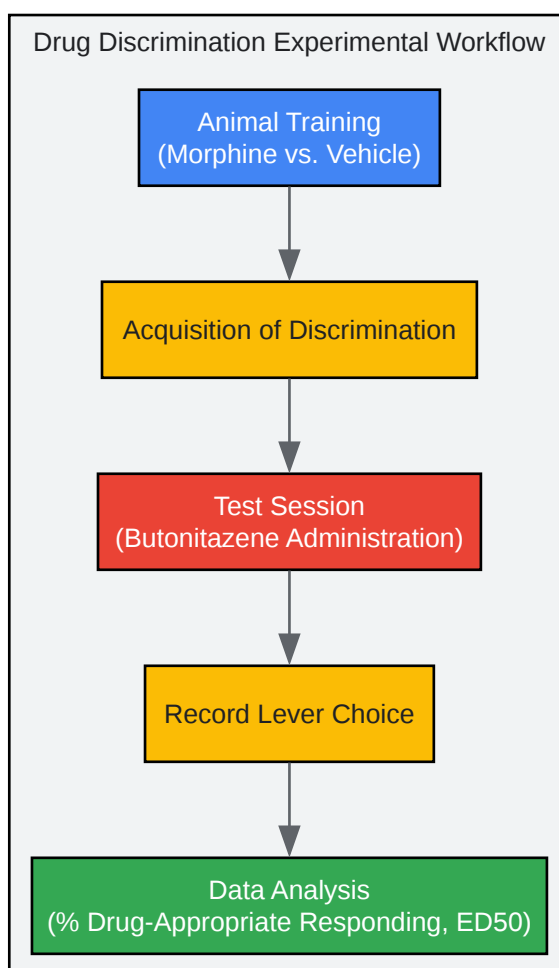 Drug Discrimination Experimental Workflow
Animal Training
(Morphine vs. Vehicle)
Acquisition of Discrimination
Test Session
(Butonitazene Administration)
Record Lever Choice
Data Analysis
(% Drug-Appropriate Responding, ED50)